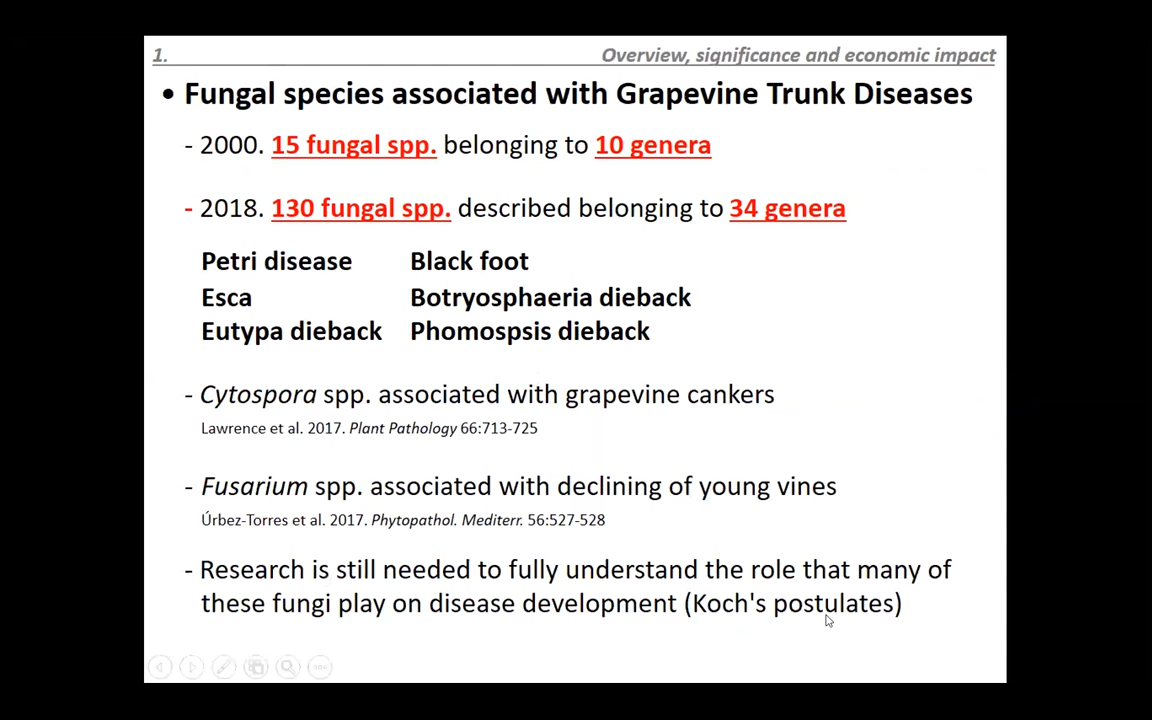 1. Overview, significance and economic impact
• Fungal species associated with Grapevine Trunk Diseases
- 2000. 15 fungal spp. belonging to 10 genera
- 2018. 130 fungal spp. described belonging to 34 genera
Petri disease Black foot
Esca Botryosphaeria dieback
Eutypa dieback Phomospsis dieback
- Cytospora spp. associated with grapevine cankers
Lawrence et al. 2017. Plant Pathology 66:713-725
- Fusarium spp. associated with declining of young vines
Úrbez-Torres et al. 2017. Phytopathol. Mediterr. 56:527-528
- Research is still needed to fully understand the role that many of
these fungi play on disease development (Koch's postulates)